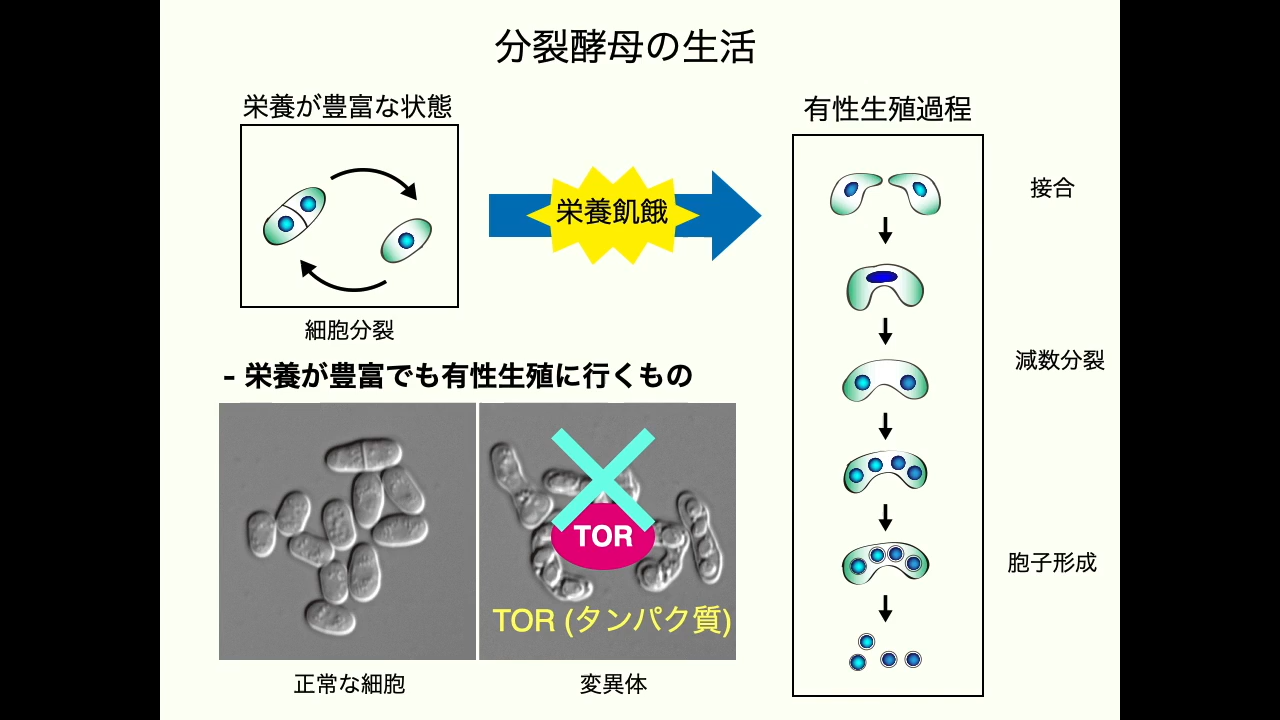 分裂酵母の生活
栄養が豊富な状態
細胞分裂
栄養飢餓
有性生殖過程
接合
減数分裂
胞子形成
- 栄養が豊富でも有性生殖に行くもの
TOR
TOR (タンパク質)
正常な細胞
変異体